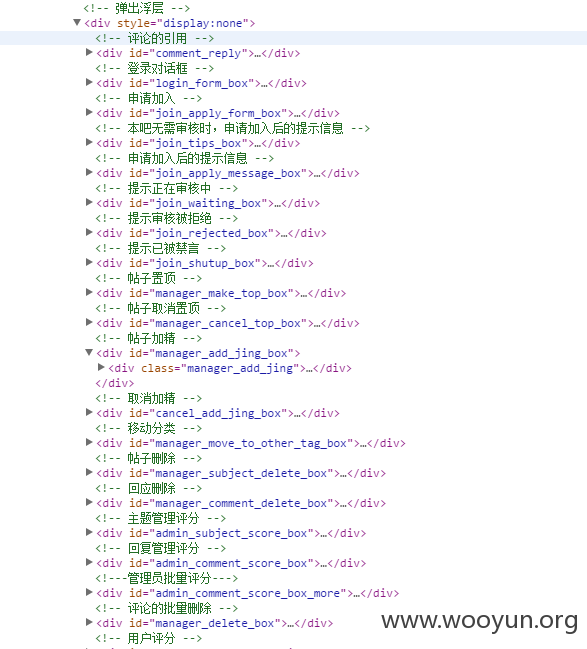 <!-- 弹出浮层 -->
▼<div style="display:none">
<!-- 评论的引用 -->
▶<div id="comment_reply">…</div>
<!-- 登录对话框 -->
▶<div id="login_form_box">…</div>
<!-- 申请加入 -->
▶<div id="join_apply_form_box">…</div>
<!-- 本吧无需审核时，申请加入后的提示信息 -->
▶<div id="join_tips_box">…</div>
<!-- 申请加入后的提示信息 -->
▶<div id="join_apply_message_box">…</div>
<!-- 提示正在审核中 -->
▶<div id="join_waiting_box">…</div>
<!-- 提示审核被拒绝 -->
▶<div id="join_rejected_box">…</div>
<!-- 提示已被禁言 -->
▶<div id="join_shutup_box">…</div>
<!-- 帖子置顶 -->
▶<div id="manager_make_top_box">…</div>
<!-- 帖子取消置顶 -->
▶<div id="manager_cancel_top_box">…</div>
<!-- 帖子加精 -->
▼<div id="manager_add_jing_box">
▶<div class="manager_add_jing">…</div>
</div>
<!-- 取消加精 -->
▶<div id="cancel_add_jing_box">…</div>
<!-- 移动分类 -->
▶<div id="manager_move_to_other_tag_box">…</div>
<!-- 帖子删除 -->
▶<div id="manager_subject_delete_box">…</div>
<!-- 回应删除 -->
▶<div id="manager_comment_delete_box">…</div>
<!-- 主题管理评分 -->
▶<div id="admin_subject_score_box">…</div>
<!-- 回复管理评分 -->
▶<div id="admin_comment_score_box">…</div>
<!---管理员批量评分--->
▶<div id="admin_comment_score_box_more">…</div>
<!-- 评论的批量删除 -->
▶<div id="manager_delete_box">…</div>
<!-- 用户评分 -->
www.wooyun.org